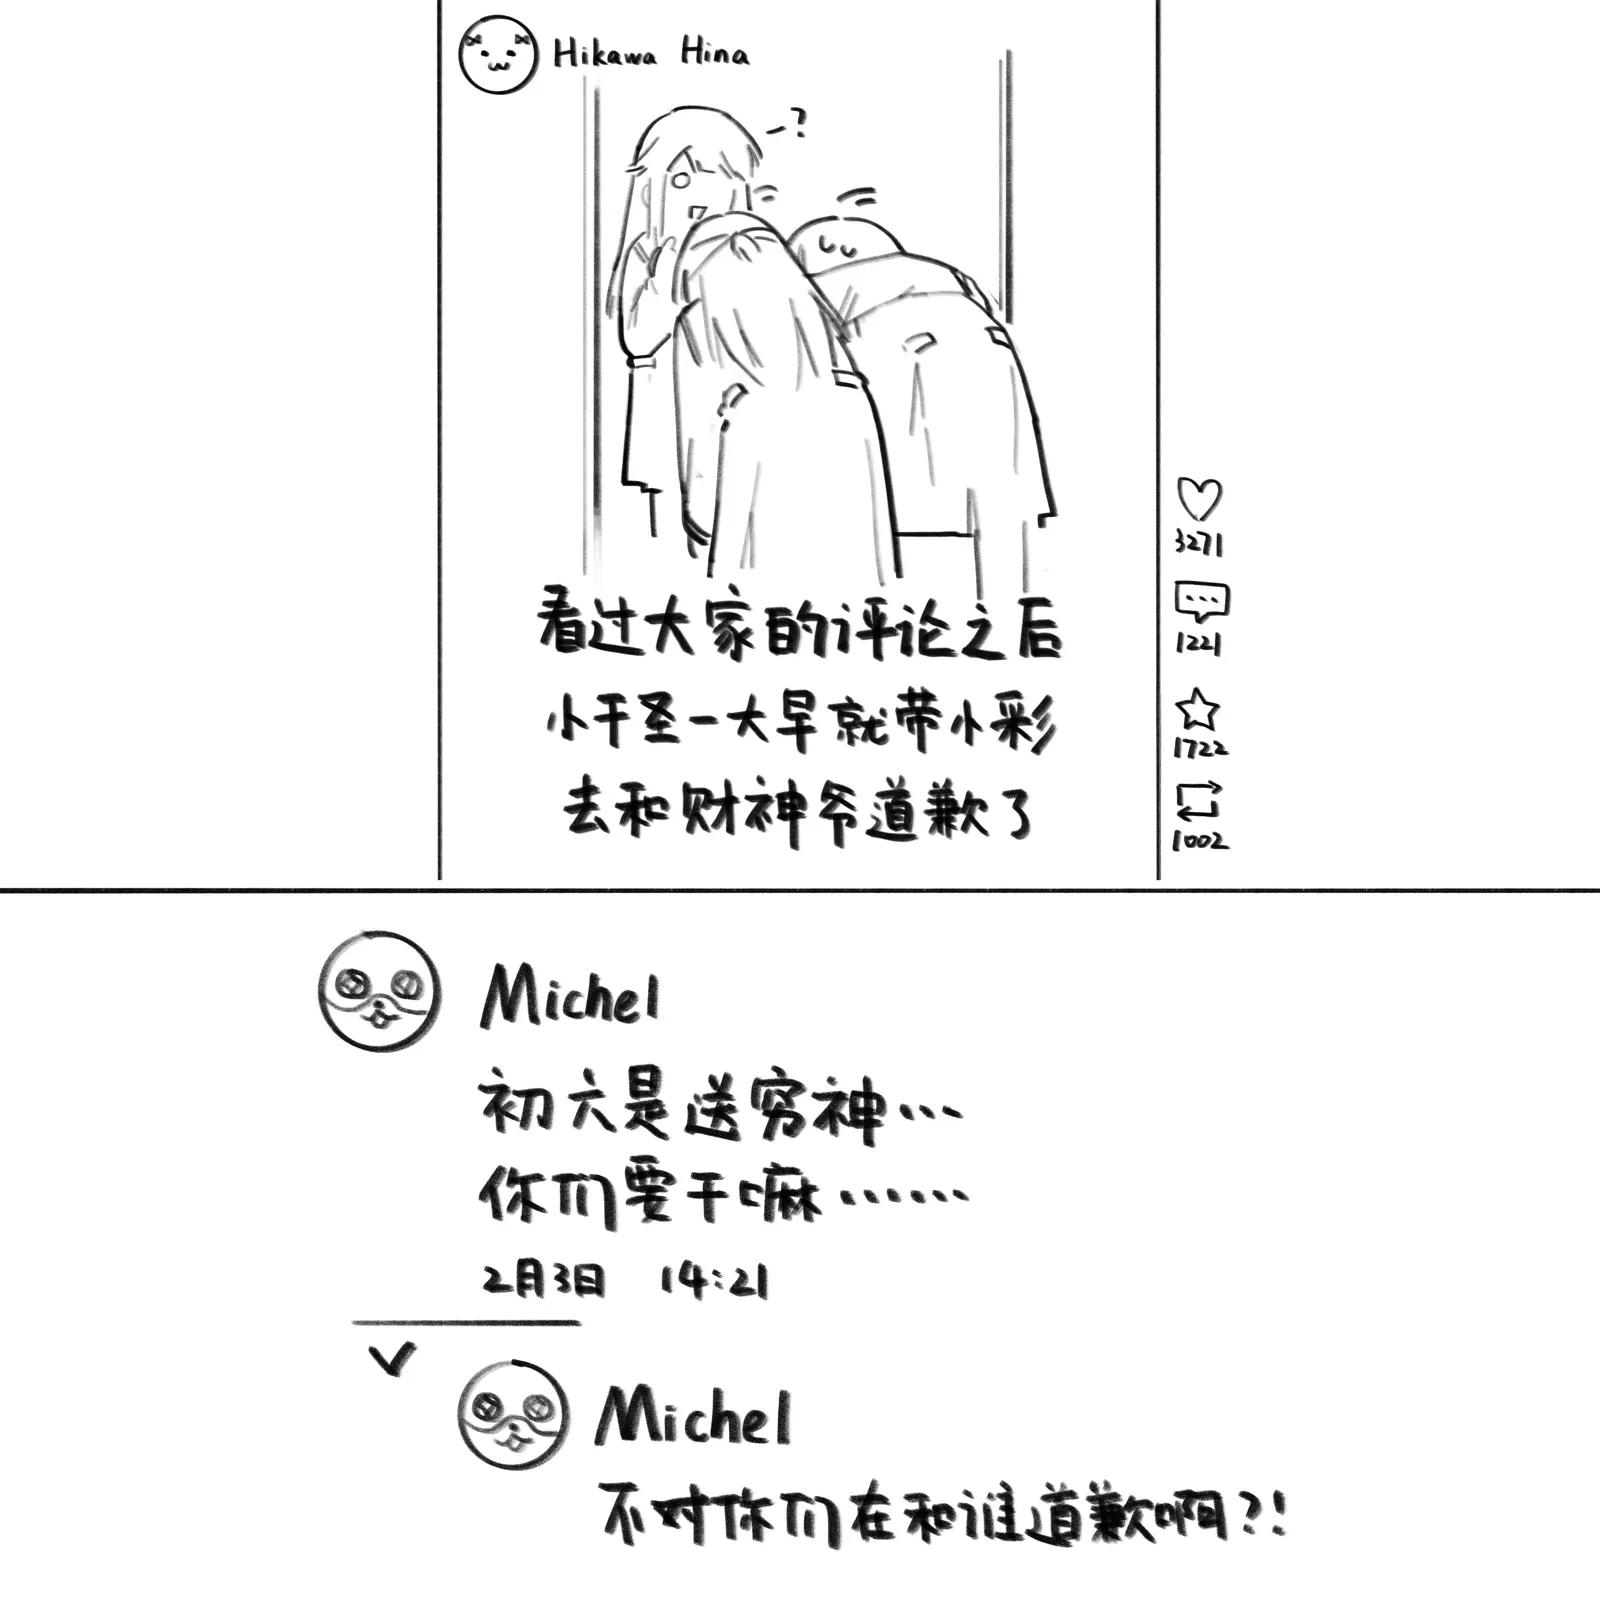 Hikawa Hina
-?
看过大家的评论之后
小千圣一大早就带小彩
去和财神爷道歉了
3271
1221
1722
1002
Michel
初六是送穷神…
你们要干嘛……
2月3日 14:21
Michel
不对你们在和谁道歉啊?!